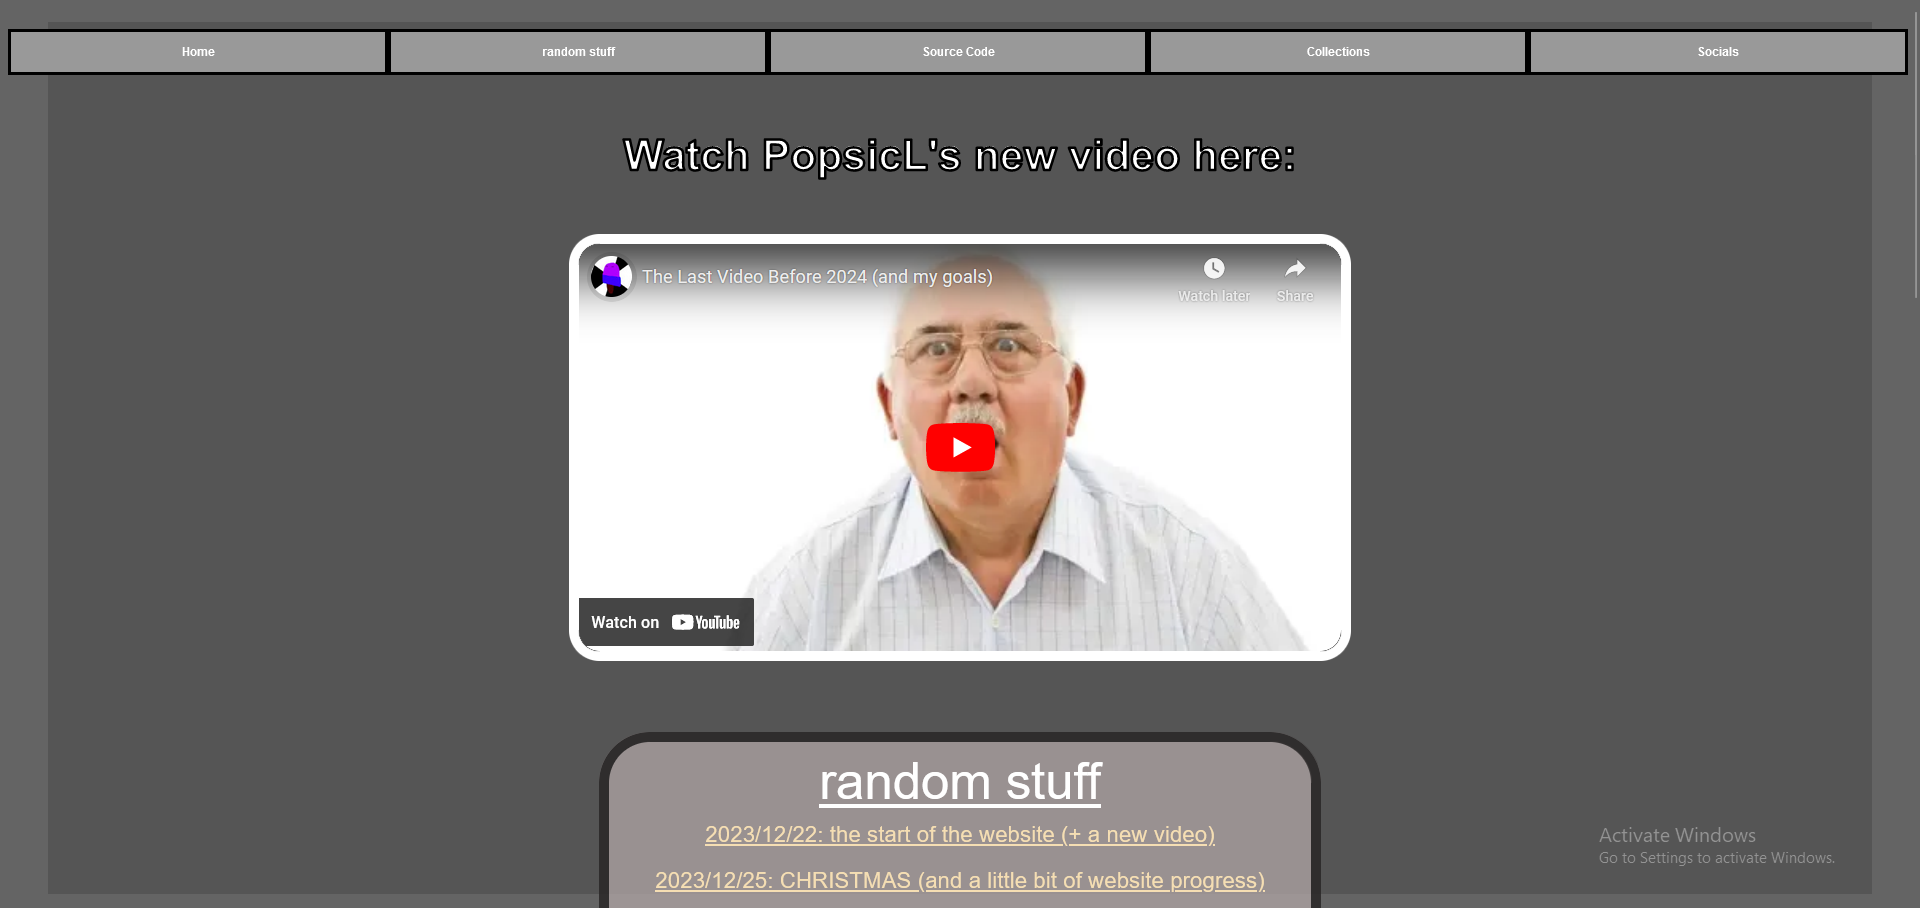 Home
random stuff
Source Code
Collections
Socials
Watch PopsicL's new video here:
The Last Video Before 2024 (and my goals)
Watch later
Share
Watch on YouTube
random stuff
2023/12/22: the start of the website (+ a new video)
2023/12/25: CHRISTMAS (and a little bit of website progress)
Activate Windows
Go to Settings to activate Windows.